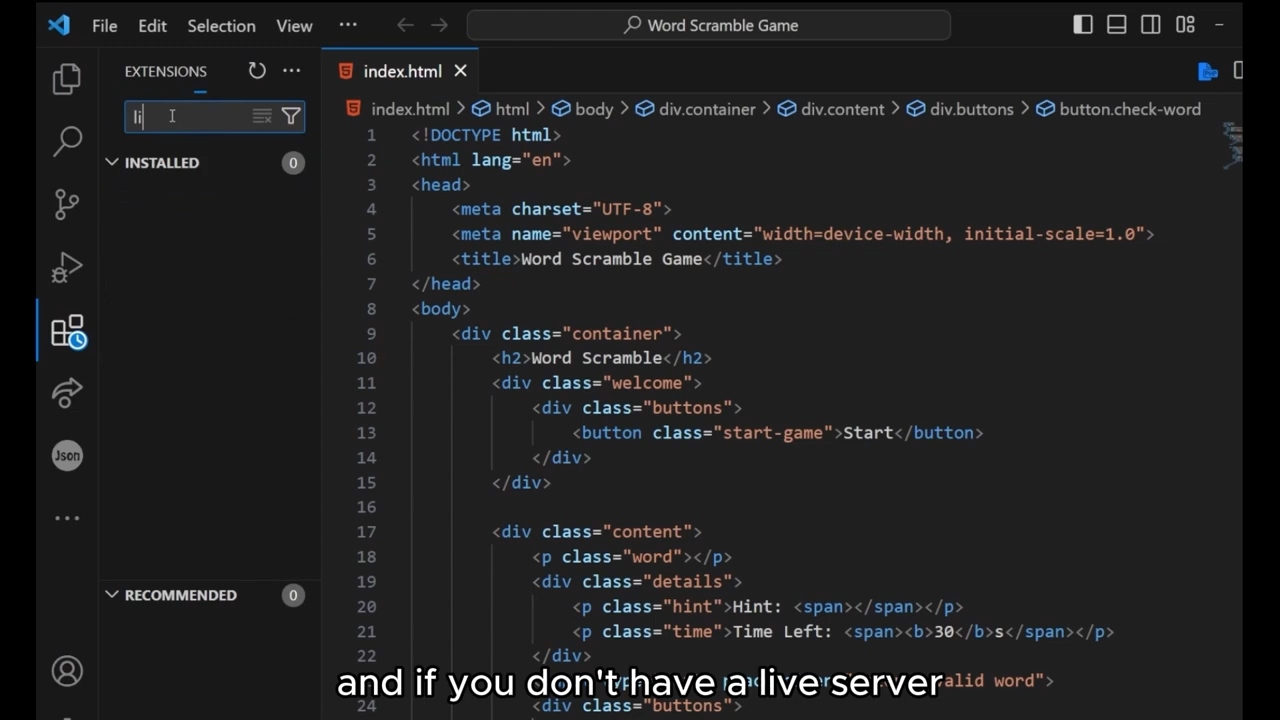 File Edit Selection View ... Word Scramble Game
EXTENSIONS
li
INSTALLED 0
RECOMMENDED 0
Json
index.html
index.html > html > body > div.container > div.content > div.buttons > button.check-word
1 <!DOCTYPE html>
2 <html lang="en">
3 <head>
4 <meta charset="UTF-8">
5 <meta name="viewport" content="width=device-width, initial-scale=1.0">
6 <title>Word Scramble Game</title>
7 </head>
8 <body>
9 <div class="container">
10 <h2>Word Scramble</h2>
11 <div class="welcome">
12 <div class="buttons">
13 <button class="start-game">Start</button>
14 </div>
15 </div>
16
17 <div class="content">
18 <p class="word"></p>
19 <div class="details">
20 <p class="hint">Hint: <span></span></p>
21 <p class="time">Time Left: <span><b>30</b>s</span></p>
22 </div>
valid word">
24 <div class="buttons">
and if you don't have a live server